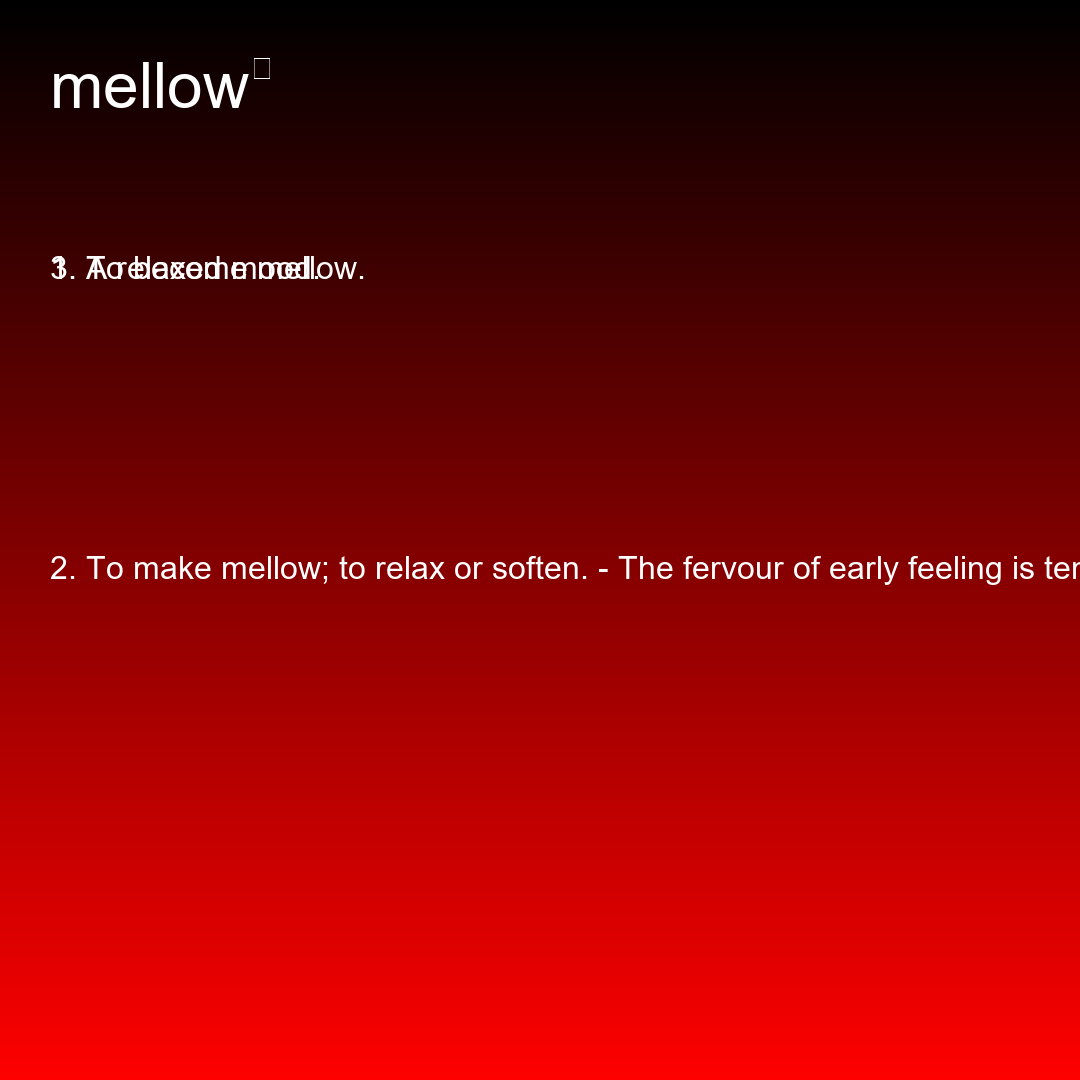 mellow
1. A relaxed mood.
3. To become mellow.
2. To make mellow; to relax or soften. - The fervour of early feeling is